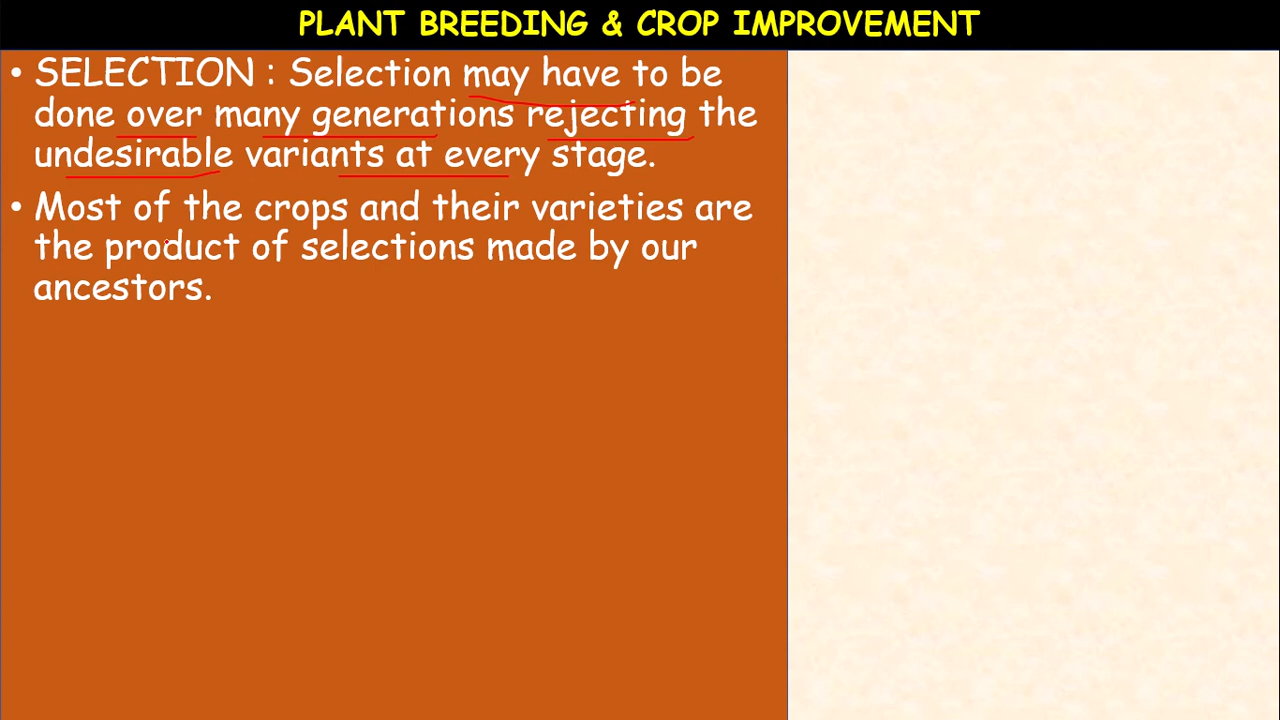 PLANT BREEDING & CROP IMPROVEMENT
• SELECTION : Selection may have to be
done over many generations rejecting the
undesirable variants at every stage.
• Most of the crops and their varieties are
the product of selections made by our
ancestors.